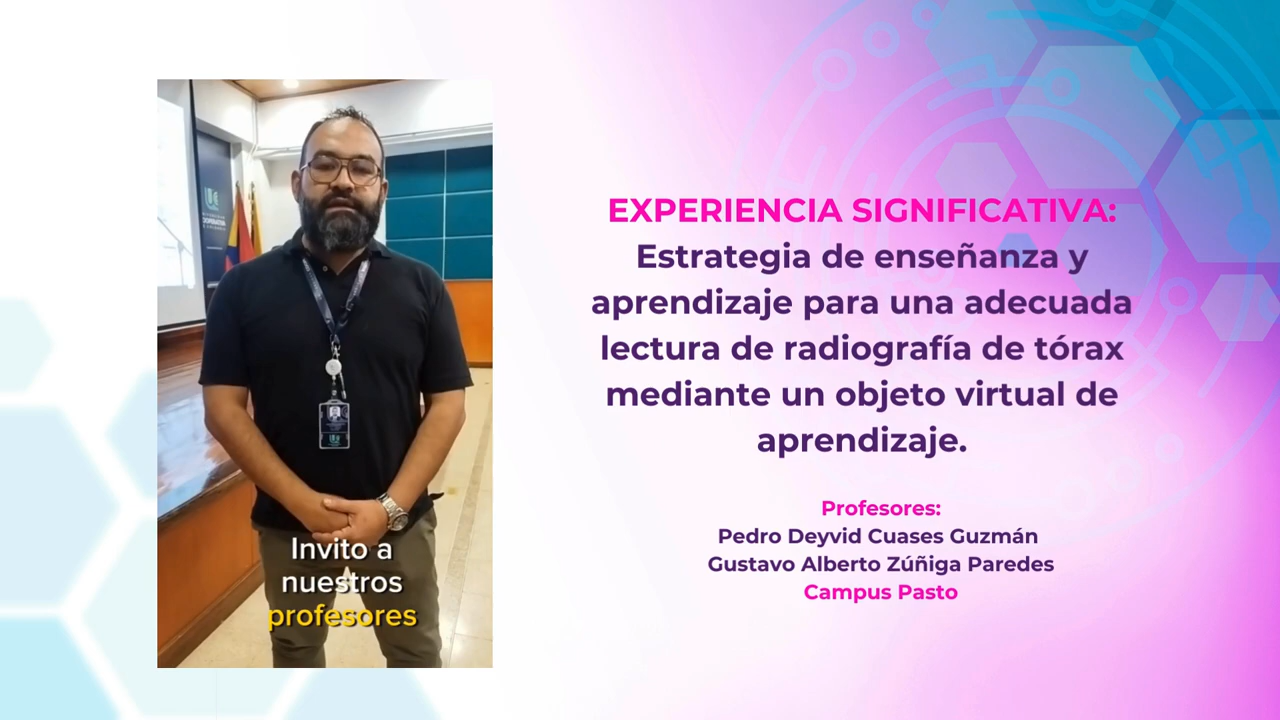 EXPERIENCIA SIGNIFICATIVA:
Estrategia de enseñanza y
aprendizaje para una adecuada
lectura de radiografía de tórax
mediante un objeto virtual de
aprendizaje.
Profesores:
Pedro Deyvid Cuases Guzmán
Gustavo Alberto Zúñiga Paredes
Campus Pasto
Invito a
nuestros
profesores